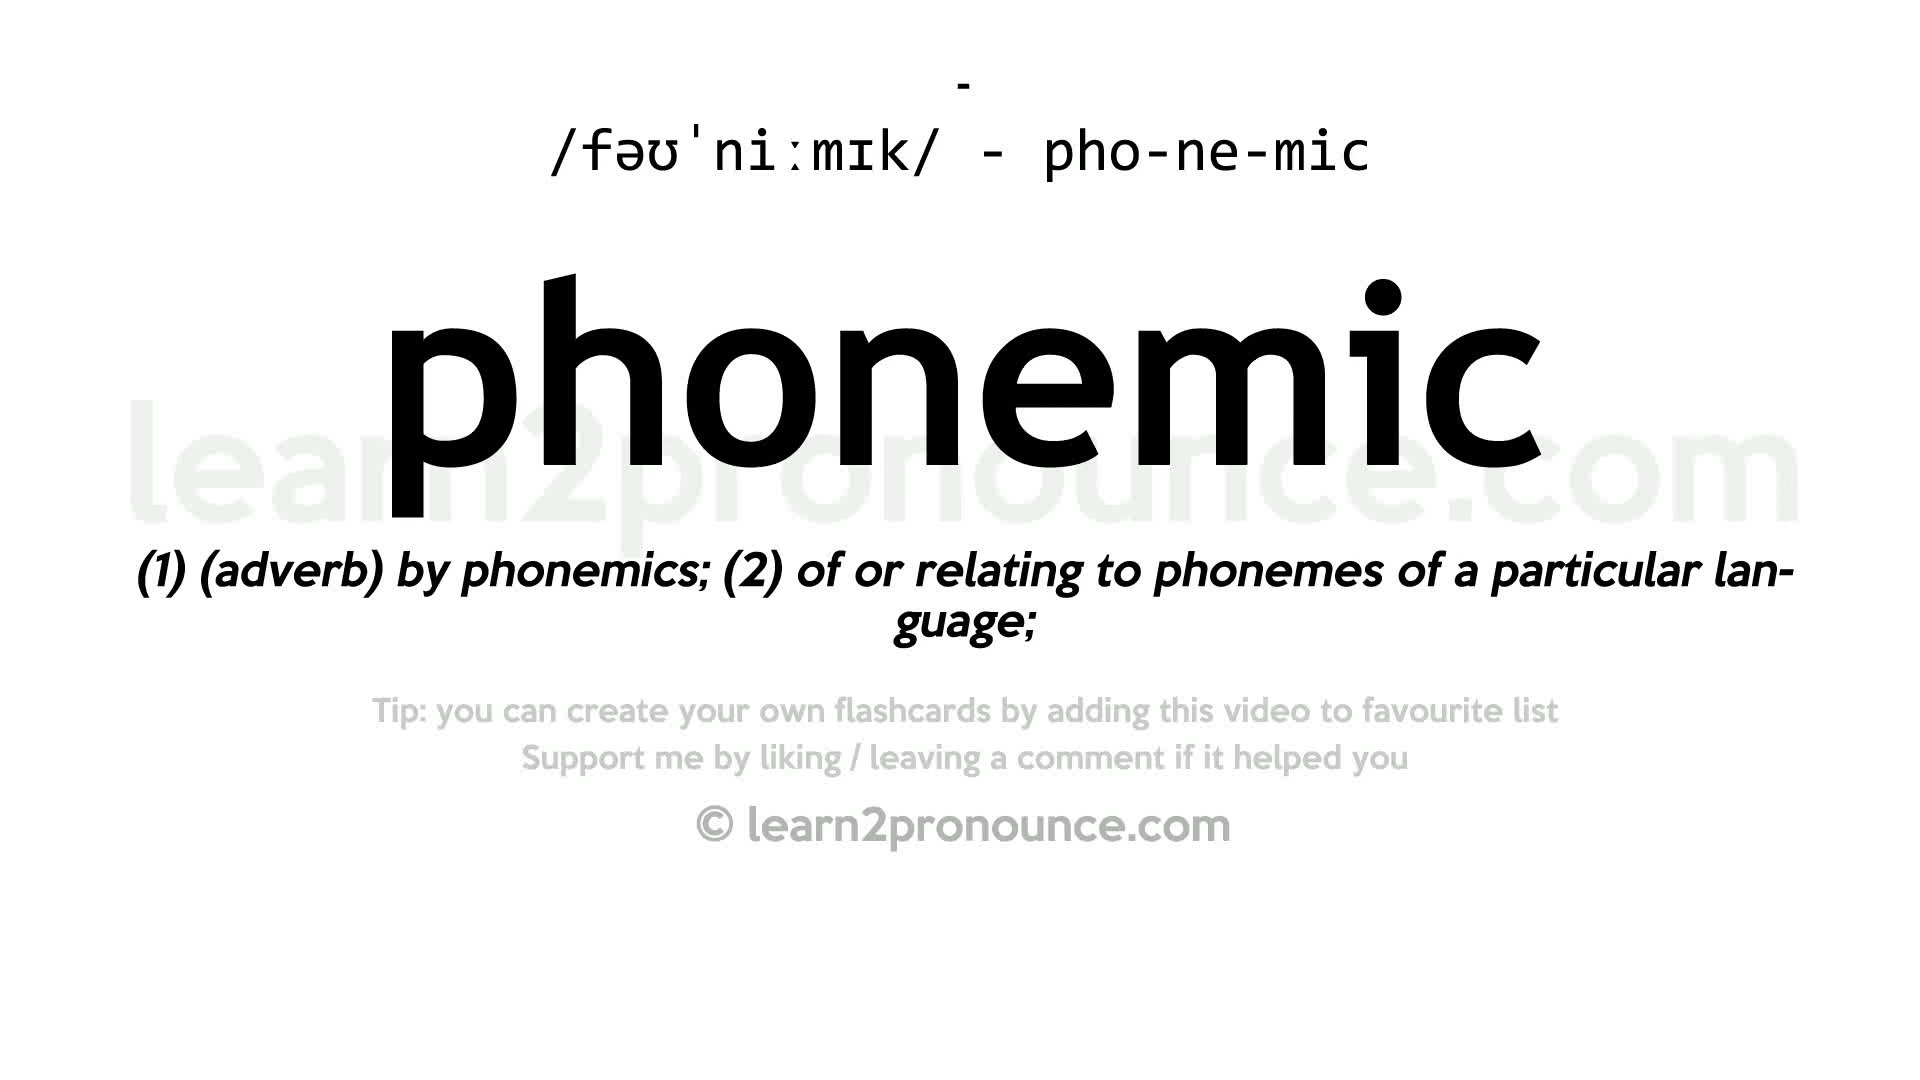 -
/fəʊˈniːmɪk/ - pho-ne-mic
phonemic
learn2pronounce.com
(1) (adverb) by phonemics; (2) of or relating to phonemes of a particular lan-
guage;
Tip: you can create your own flashcards by adding this video to favourite list
Support me by liking / leaving a comment if it helped you
© learn2pronounce.com